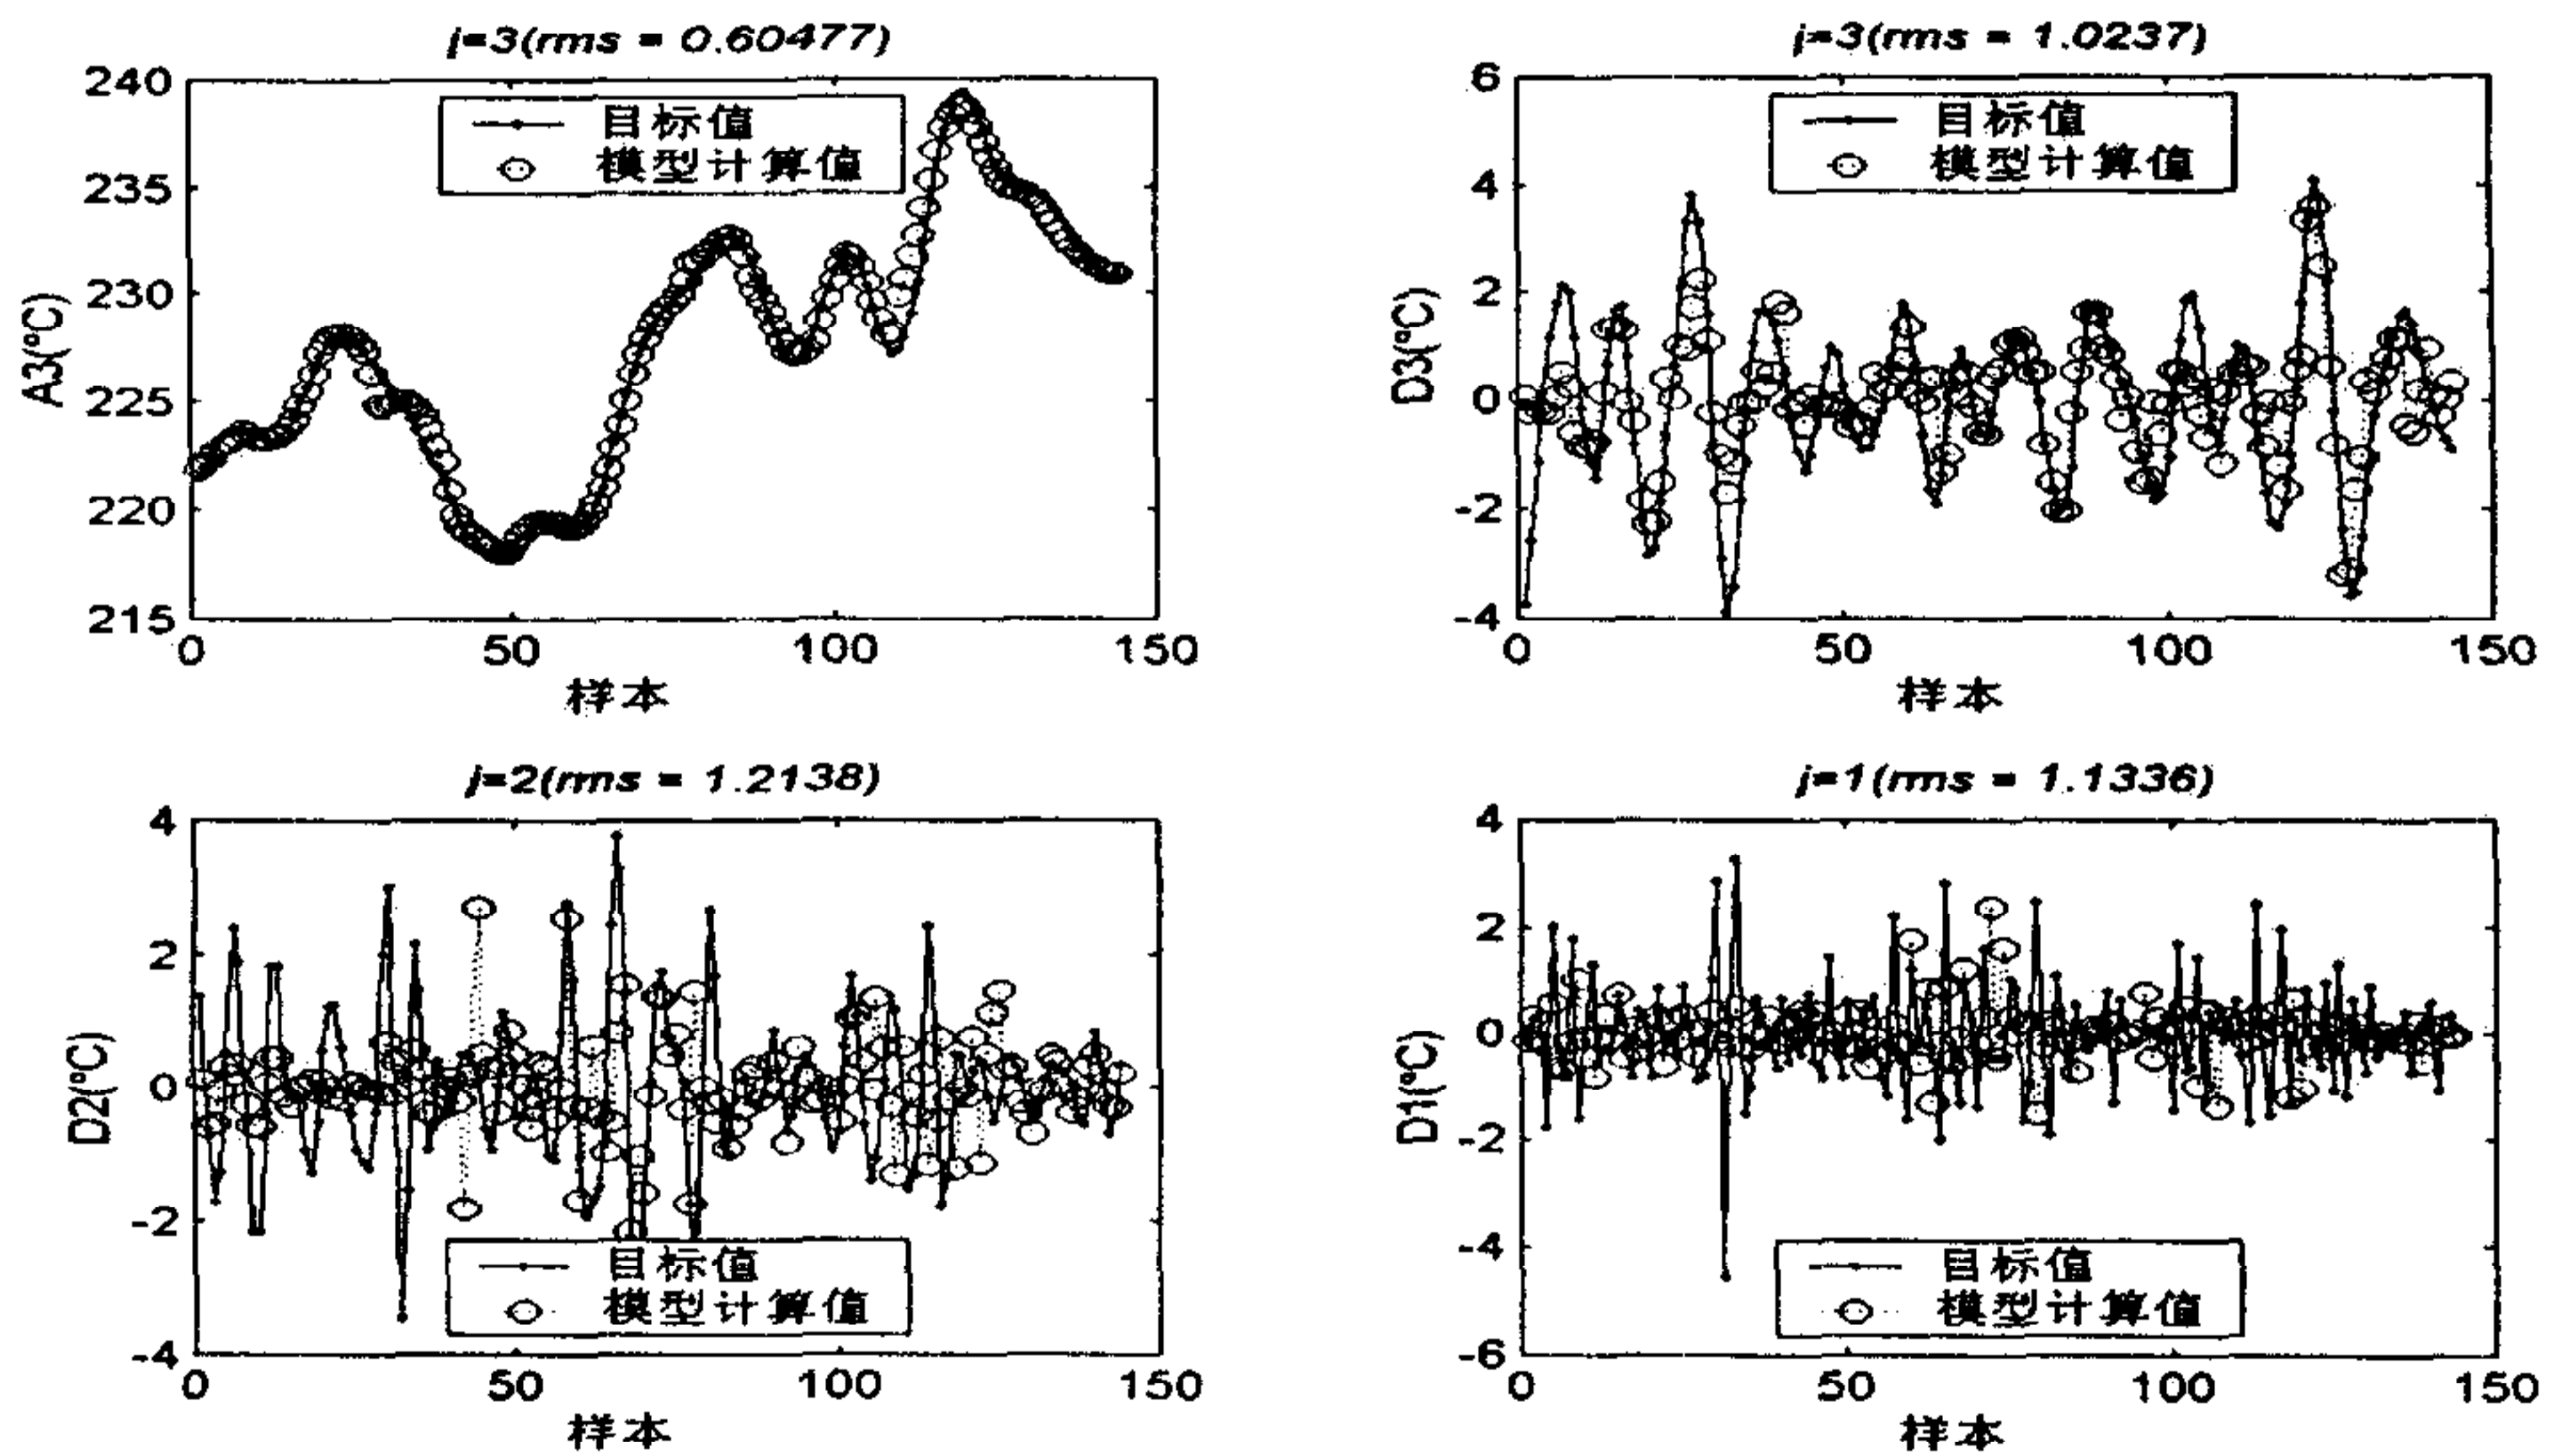 j=3(rms = 0.60477)
240
235
230
225
220
215
A3(°C)
目标值
模型计算值
0 50 100 150
样本
j=3(rms = 1.0237)
6
4
2
0
-2
-4
D3(°C)
目标值
模型计算值
0 50 100 150
样本
j=2(rms = 1.2138)
4
2
0
-2
-4
D2(°C)
目标值
模型计算值
0 50 100 150
样本
j=1(rms = 1.1336)
4
2
0
-2
-4
-6
D1(°C)
目标值
模型计算值
0 50 100 150
样本